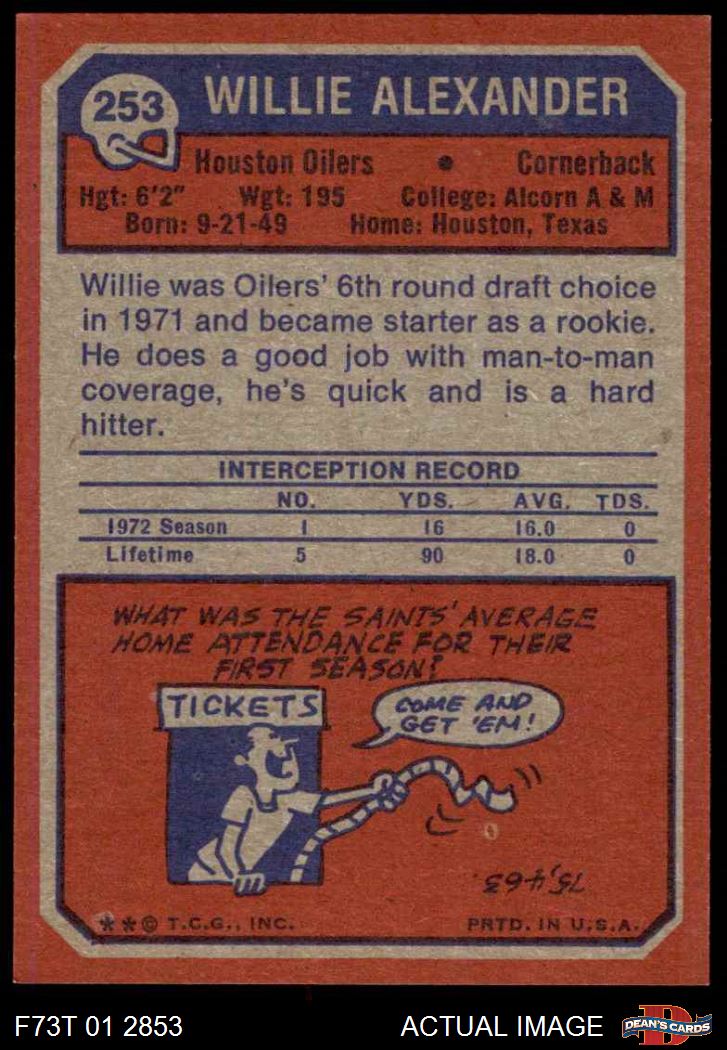 253
WILLIE ALEXANDER
Houston Oilers • Cornerback
Hgt: 6'2" Wgt: 195 College: Alcorn A & M
Born: 9-21-49 Home: Houston, Texas
Willie was Oilers' 6th round draft choice
in 1971 and became starter as a rookie.
He does a good job with man-to-man
coverage, he's quick and is a hard
hitter.
INTERCEPTION RECORD
NO. YDS. AVG. TDS.
1972 Season 1 16 16.0 0
Lifetime 5 90 18.0 0
WHAT WAS THE SAINTS' AVERAGE
HOME ATTENDANCE FOR THEIR
FIRST SEASON?
TICKETS
COME AND
GET 'EM!
75,463.
**© T.C.G., INC. PRTD. IN U.S.A.
F73T 01 2853 ACTUAL IMAGE
D
DEAN'S CARDS